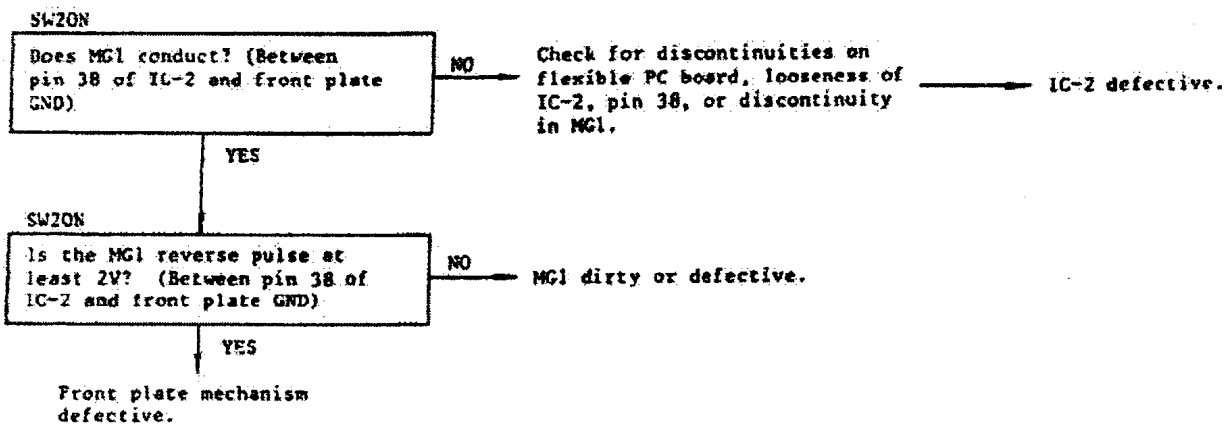 SW2ON
Does MG1 conduct? (Between
pin 38 of IC-2 and front plate
GND)
NO
Check for discontinuities on
flexible PC board, looseness of
IC-2, pin 38, or discontinuity
in MG1.
IC-2 defective.
YES
SW2ON
Is the MG1 reverse pulse at
least 2V? (Between pin 38 of
IC-2 and front plate GND)
NO
MG1 dirty or defective.
YES
Front plate mechanism
defective.